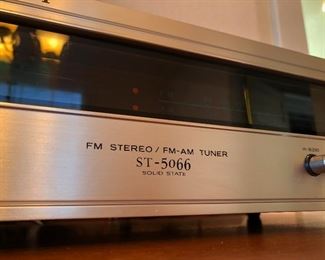 FM STEREO / FM-AM TUNER
ST-5066
SOLID STATE